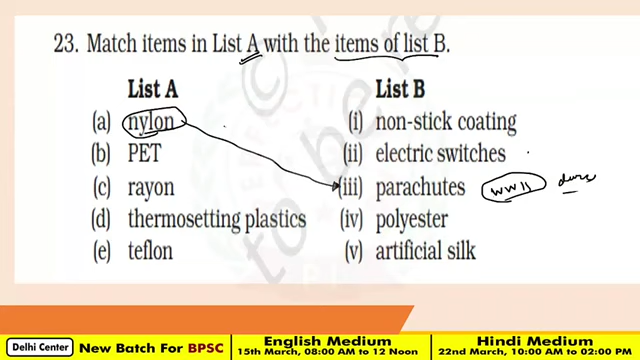 23. Match items in List A with the items of list B.
List A List B
(a) nylon (i) non-stick coating
(b) PET (ii) electric switches
(c) rayon (iii) parachutes WW II
(d) thermosetting plastics (iv) polyester
(e) teflon (v) artificial silk
© to be re
Delhi Center New Batch For BPSC English Medium Hindi Medium
15th March, 08:00 AM to 12 Noon 22nd March, 10:00 AM to 02:00 PM